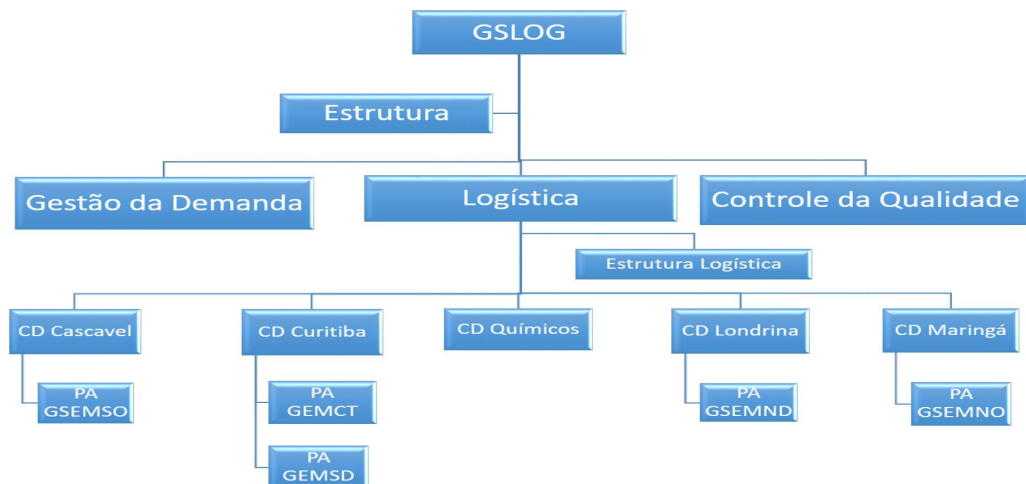 GSLOG
Estrutura
Gestão da Demanda
Logística
Controle da Qualidade
Estrutura Logística
CD Cascavel
CD Curitiba
CD Químicos
CD Londrina
CD Maringá
PA
GSEMSO
PA
GEMCT
PA
GSEMND
PA
GSEMNO
PA
GEMSD